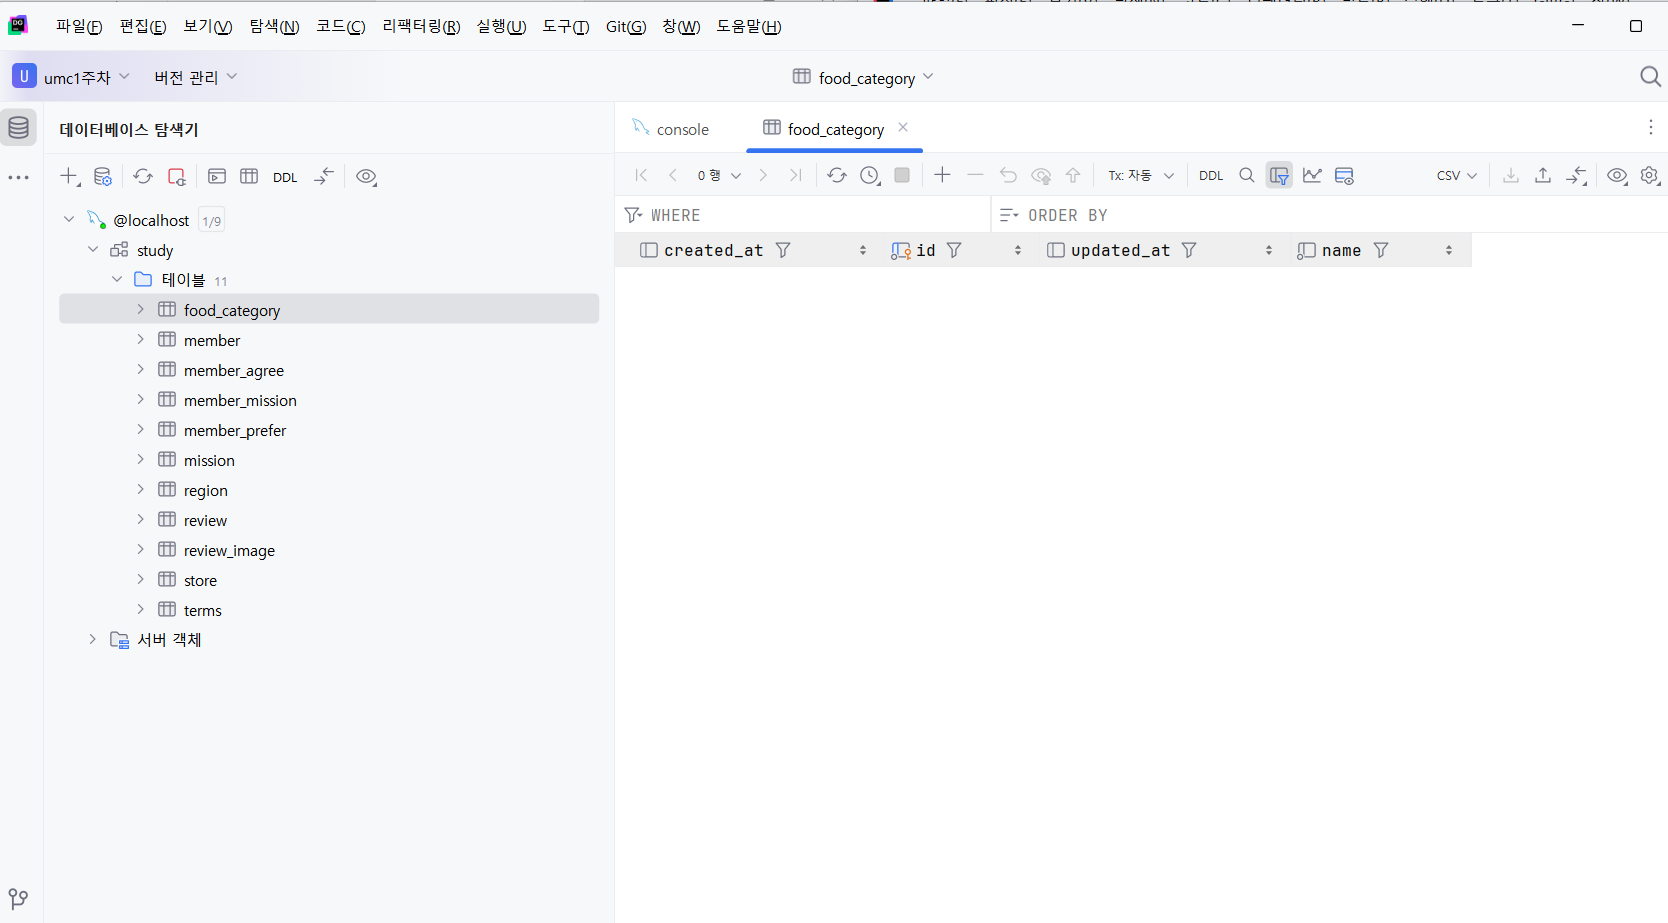 파일(F) 편집(E) 보기(V) 탐색(N) 코드(C) 리팩터링(R) 실행(U) 도구(T) Git(G) 창(W) 도움말(H)
U umc1주차 버전 관리 food_category
데이터베이스 탐색기
console food_category
DDL
0 행 Tx: 자동 DDL CSV
WHERE ORDER BY
created_at id updated_at name
@localhost 1/9
study
테이블 11
food_category
member
member_agree
member_mission
member_prefer
mission
region
review
review_image
store
terms
서버 객체